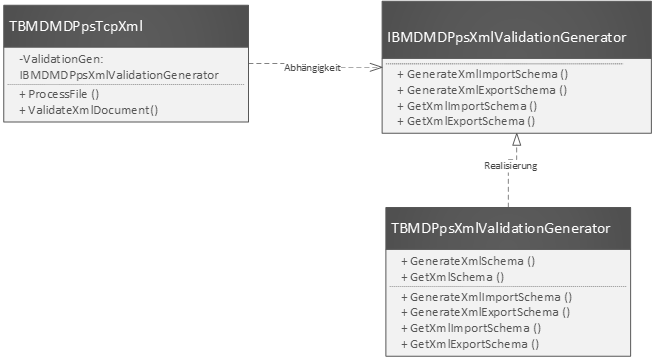 TBMDMDPpsTcpXml
-ValidationGen:
IBMDMDPpsXmlValidationGenerator
+ ProcessFile ()
+ ValidateXmlDocument()
Abhängigkeit
IBMDMDPpsXmlValidationGenerator
+ GenerateXmlImportSchema ()
+ GenerateXmlExportSchema ()
+ GetXmlImportSchema ()
+ GetXmlExportSchema ()
Realisierung
TBMDPpsXmlValidationGenerator
+ GenerateXmlSchema ()
+ GetXmlSchema ()
+ GenerateXmlImportSchema ()
+ GenerateXmlExportSchema ()
+ GetXmlImportSchema ()
+ GetXmlExportSchema ()